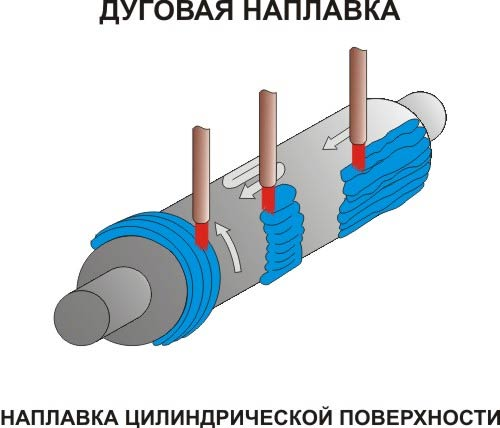 ДУГОВАЯ НАПЛАВКА
НАПЛАВКА ЦИЛИНДРИЧЕСКОЙ ПОВЕРХНОСТИ